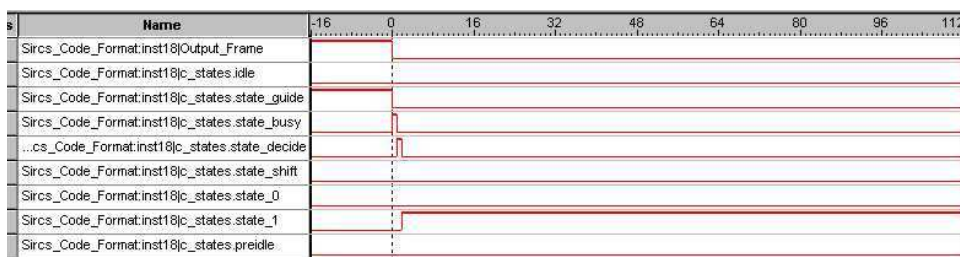 s Name -16 0 16 32 48 64 80 96 112
Sircs_Code_Format:inst18|Output_Frame
Sircs_Code_Format:inst18|c_states.idle
Sircs_Code_Format:inst18|c_states.state_guide
Sircs_Code_Format:inst18|c_states.state_busy
...cs_Code_Format:inst18|c_states.state_decide
Sircs_Code_Format:inst18|c_states.state_shift
Sircs_Code_Format:inst18|c_states.state_0
Sircs_Code_Format:inst18|c_states.state_1
Sircs_Code_Format:inst18|c_states.preidle